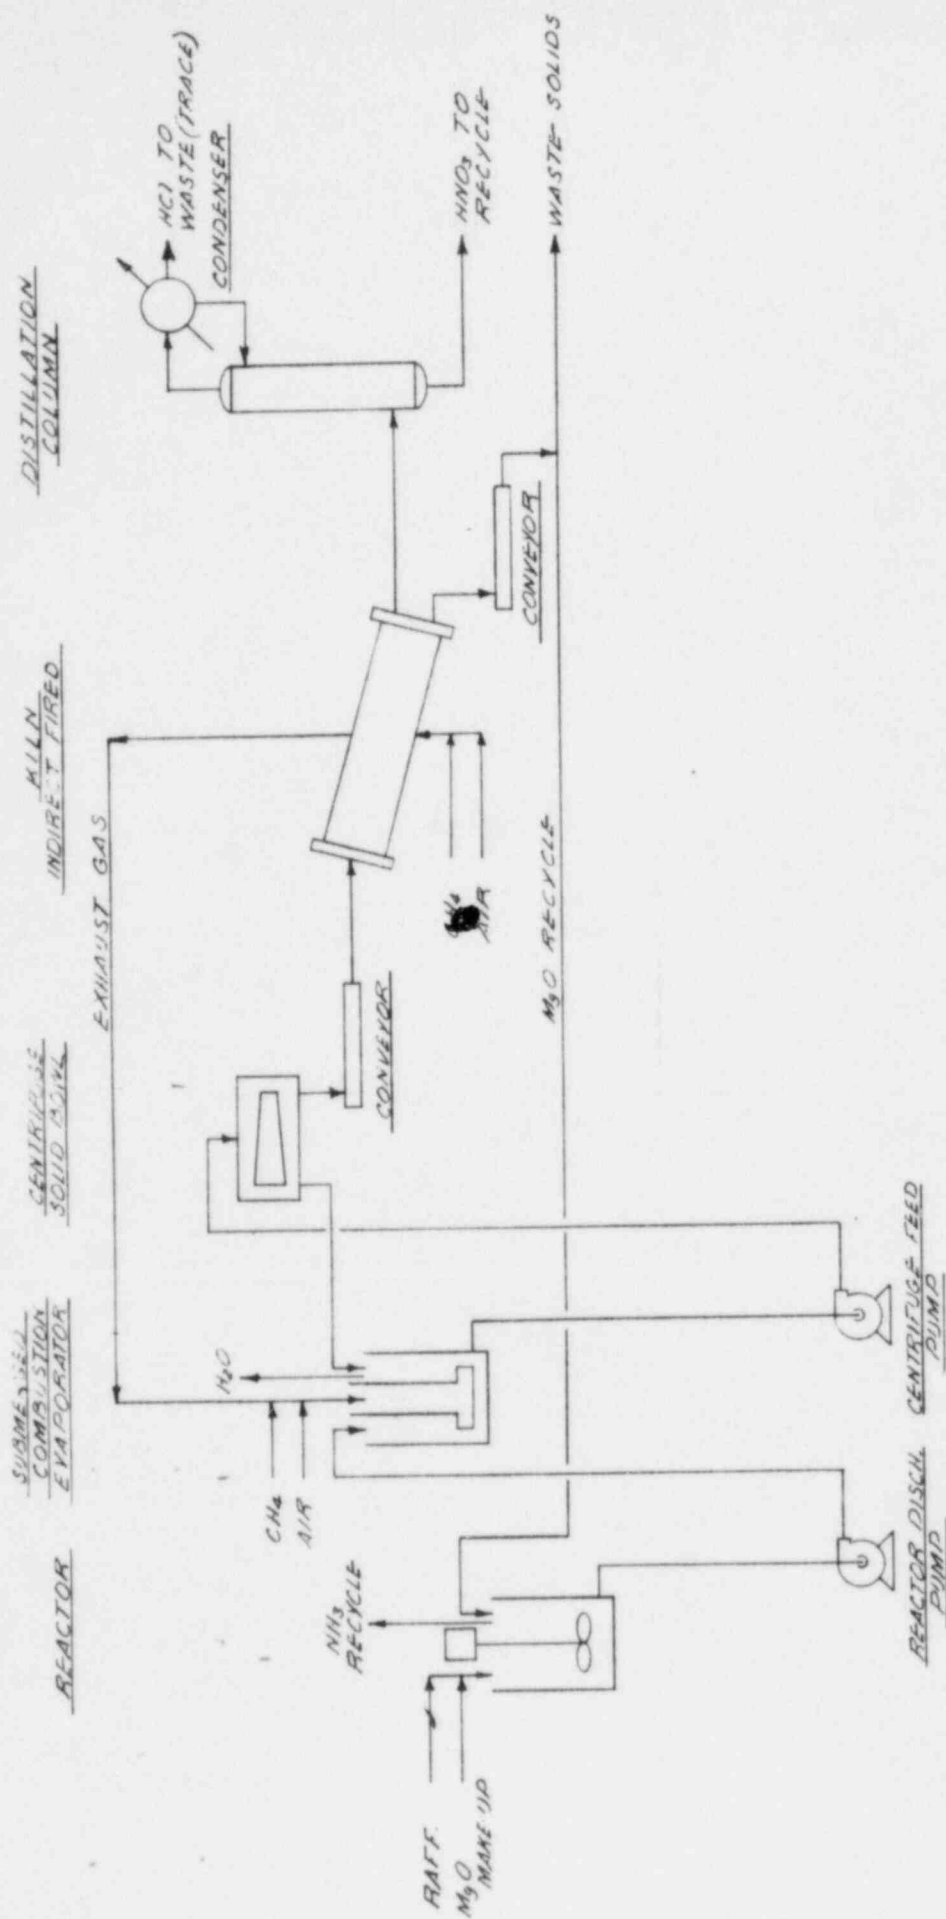 REACTOR
SUBMERGED
COMBUSTION
EVAPORATOR
CENTRIFUGE
SOLID BOWL
KILN
INDIRECT FIRED
DISTILLATION
COLUMN
EXHAUST GAS
HCl TO
WASTE (TRACE)
CONDENSER
HNO3 TO
RECYCLE
WASTE SOLIDS
CONVEYOR
CONVEYOR
AIR
MgO RECYCLE
H2O
CH4
AIR
NH3
RECYCLE
RAFF.
MgO
MAKE-UP
REACTOR DISCH.
PUMP
CENTRIFUGE FEED
PUMP